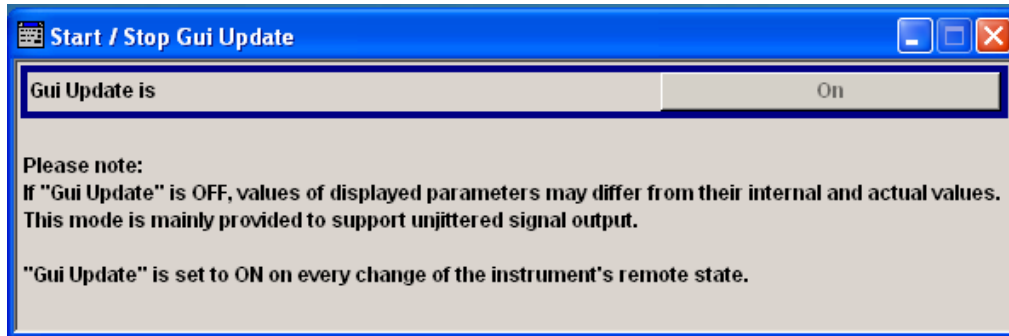 Start / Stop Gui Update
Gui Update is On
Please note:
If "Gui Update" is OFF, values of displayed parameters may differ from their internal and actual values.
This mode is mainly provided to support unjittered signal output.
"Gui Update" is set to ON on every change of the instrument's remote state.